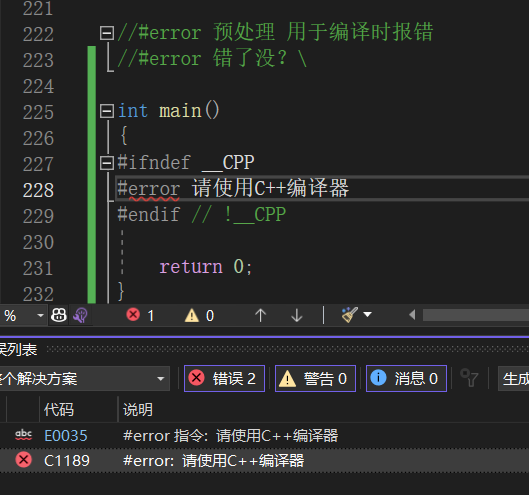 221
222 //#error 预处理 用于编译时报错
223 //#error 错了没？\
224
225 int main()
226 {
227 #ifndef __CPP
228 #error 请使用C++编译器
229 #endif // !__CPP
230
231 return 0;
232 }
% 1 0
误列表
整个解决方案 错误 2 警告 0 消息 0 生成
代码 说明
abc E0035 #error 指令: 请使用C++编译器
C1189 #error: 请使用C++编译器